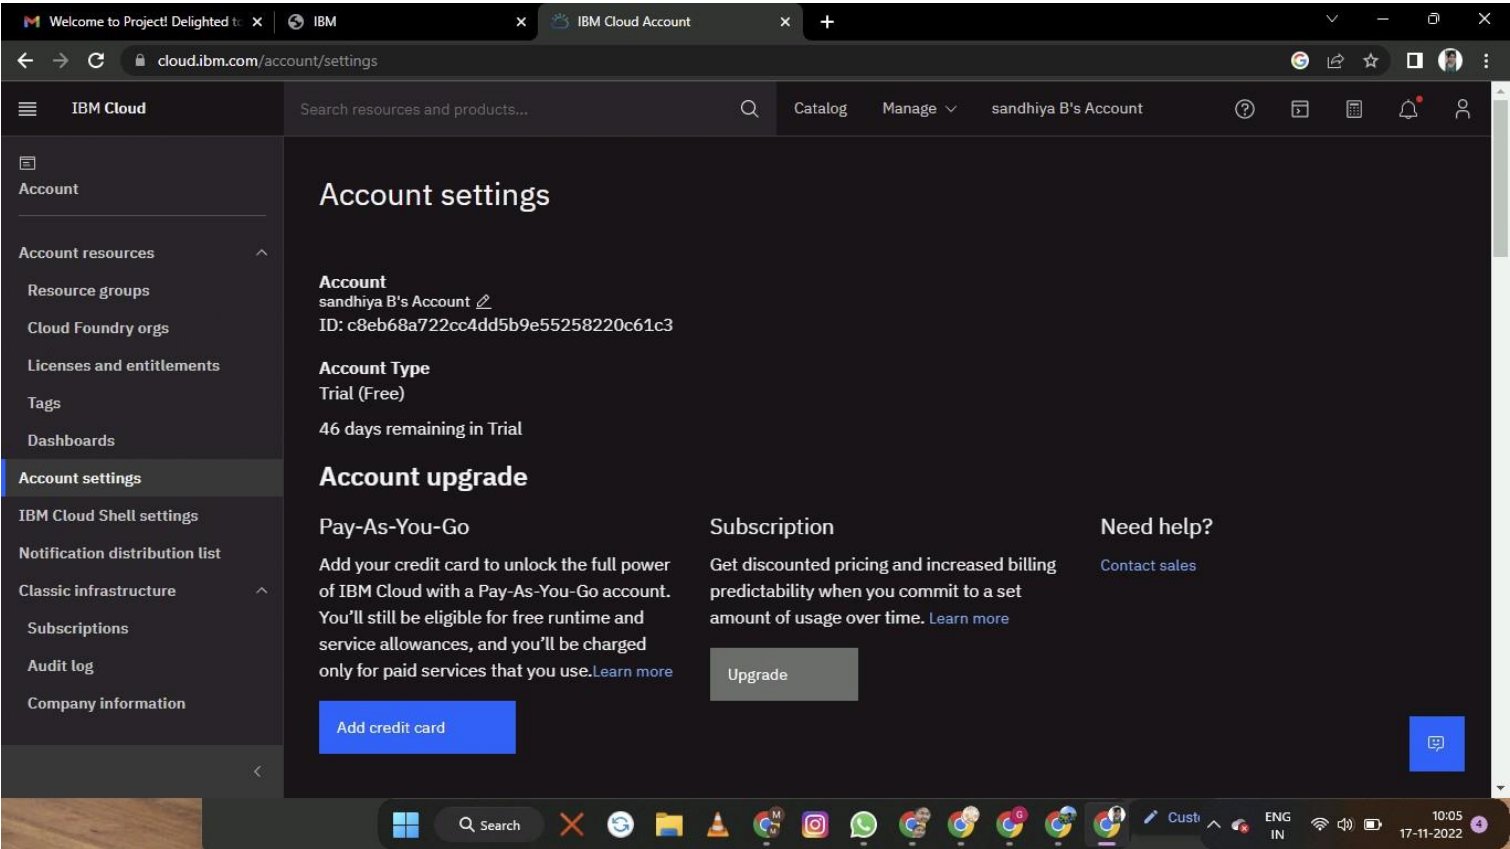 Welcome to Project! Delighted to
IBM
IBM Cloud Account
cloud.ibm.com/account/settings
IBM Cloud
Search resources and products...
Catalog
Manage
sandhiya B's Account
Account
Account resources
Resource groups
Cloud Foundry orgs
Licenses and entitlements
Tags
Dashboards
Account settings
IBM Cloud Shell settings
Notification distribution list
Classic infrastructure
Subscriptions
Audit log
Company information
Account settings
Account
sandhiya B's Account
ID: c8eb68a722cc4dd5b9e55258220c61c3
Account Type
Trial (Free)
46 days remaining in Trial
Account upgrade
Pay-As-You-Go
Add your credit card to unlock the full power
of IBM Cloud with a Pay-As-You-Go account.
You’ll still be eligible for free runtime and
service allowances, and you’ll be charged
only for paid services that you use.Learn more
Add credit card
Subscription
Get discounted pricing and increased billing
predictability when you commit to a set
amount of usage over time. Learn more
Upgrade
Need help?
Contact sales
Search
M
G
Cust
ENG
IN
10:05
17-11-2022
4